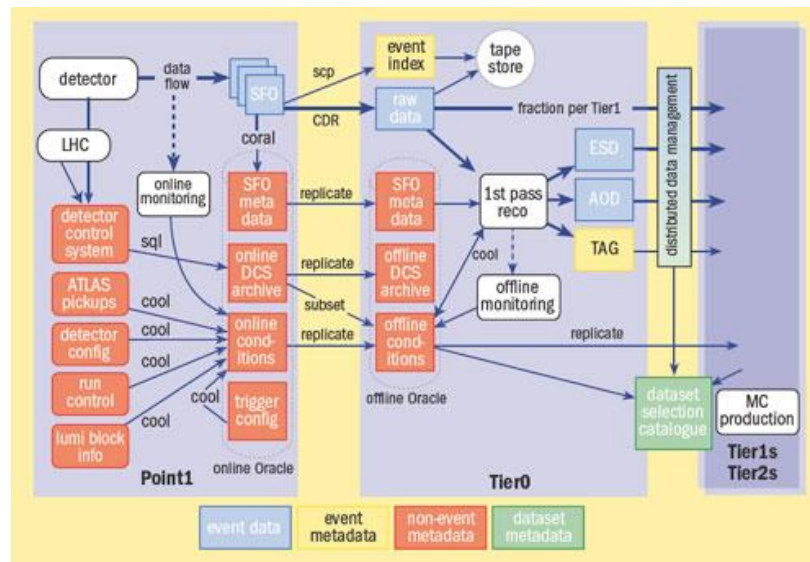 detector
data
flow
SFO
scp
event
index
tape
store
CDR
raw
data
fraction per Tier1
LHC
coral
online
monitoring
detector
control
system
sql
SFO
meta
data
replicate
SFO
meta
data
1st pass
reco
ESD
AOD
TAG
distributed data management
online
DCS
archive
replicate
offline
DCS
archive
cool
offline
monitoring
ATLAS
pickups
cool
subset
detector
config
cool
online
cond-
itions
replicate
offline
cond-
itions
replicate
run
control
cool
cool
trigger
config
offline Oracle
dataset
selection
catalogue
MC
production
lumi block
info
cool
online Oracle
Point1
Tier0
Tier1s
Tier2s
event data
event
metadata
non-event
metadata
dataset
metadata